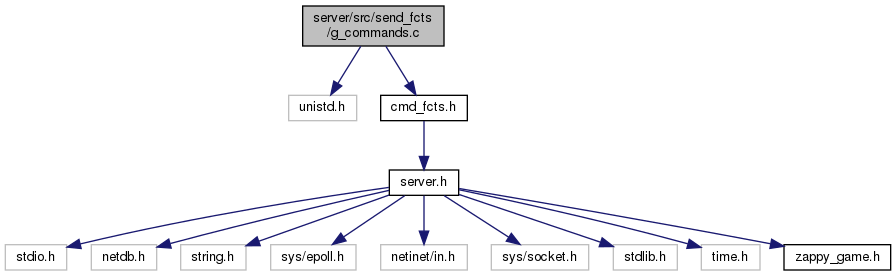 server/src/send_fcts
/g_commands.c
unistd.h
cmd_fcts.h
server.h
stdio.h
netdb.h
string.h
sys/epoll.h
netinet/in.h
sys/socket.h
stdlib.h
time.h
zappy_game.h